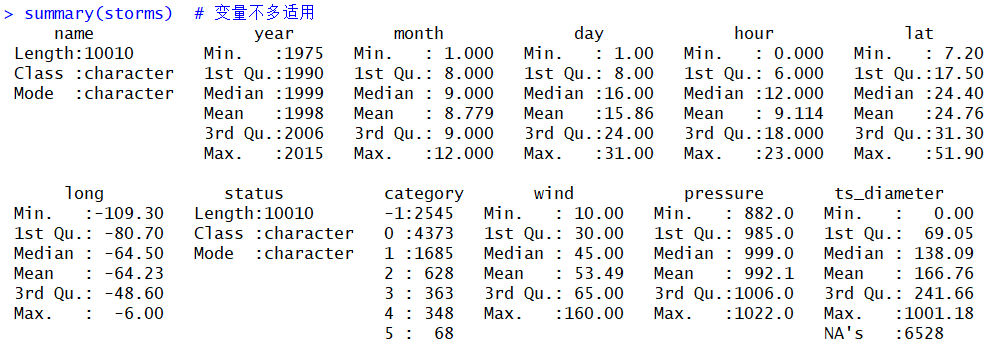 > summary(storms)  # 变量不多适用
     name                year          month             day             hour             lat
 Length:10010       Min.   :1975   Min.   : 1.000   Min.   : 1.00   Min.   : 0.000   Min.   : 7.20
 Class :character   1st Qu.:1990   1st Qu.: 8.000   1st Qu.: 8.00   1st Qu.: 6.000   1st Qu.:17.50
 Mode  :character   Median :1999   Median : 9.000   Median :16.00   Median :12.000   Median :24.40
                    Mean   :1998   Mean   : 8.779   Mean   :15.86   Mean   : 9.114   Mean   :24.76
                    3rd Qu.:2006   3rd Qu.: 9.000   3rd Qu.:24.00   3rd Qu.:18.000   3rd Qu.:31.30
                    Max.   :2015   Max.   :12.000   Max.   :31.00   Max.   :23.000   Max.   :51.90
      long            status          category       wind           pressure       ts_diameter
 Min.   :-109.30   Length:10010       -1:2545   Min.   : 10.00   Min.   : 882.0   Min.   :   0.00
 1st Qu.: -80.70   Class :character   0 :4373   1st Qu.: 30.00   1st Qu.: 985.0   1st Qu.:  69.05
 Median : -64.50   Mode  :character   1 :1685   Median : 45.00   Median : 999.0   Median : 138.09
 Mean   : -64.23                      2 : 628   Mean   : 53.49   Mean   : 992.1   Mean   : 166.76
 3rd Qu.: -48.60                      3 : 363   3rd Qu.: 65.00   3rd Qu.:1006.0   3rd Qu.: 241.66
 Max.   :  -6.00                      4 : 348   Max.   :160.00   Max.   :1022.0   Max.   :1001.18
                                      5 :  68                                     NA's   :6528